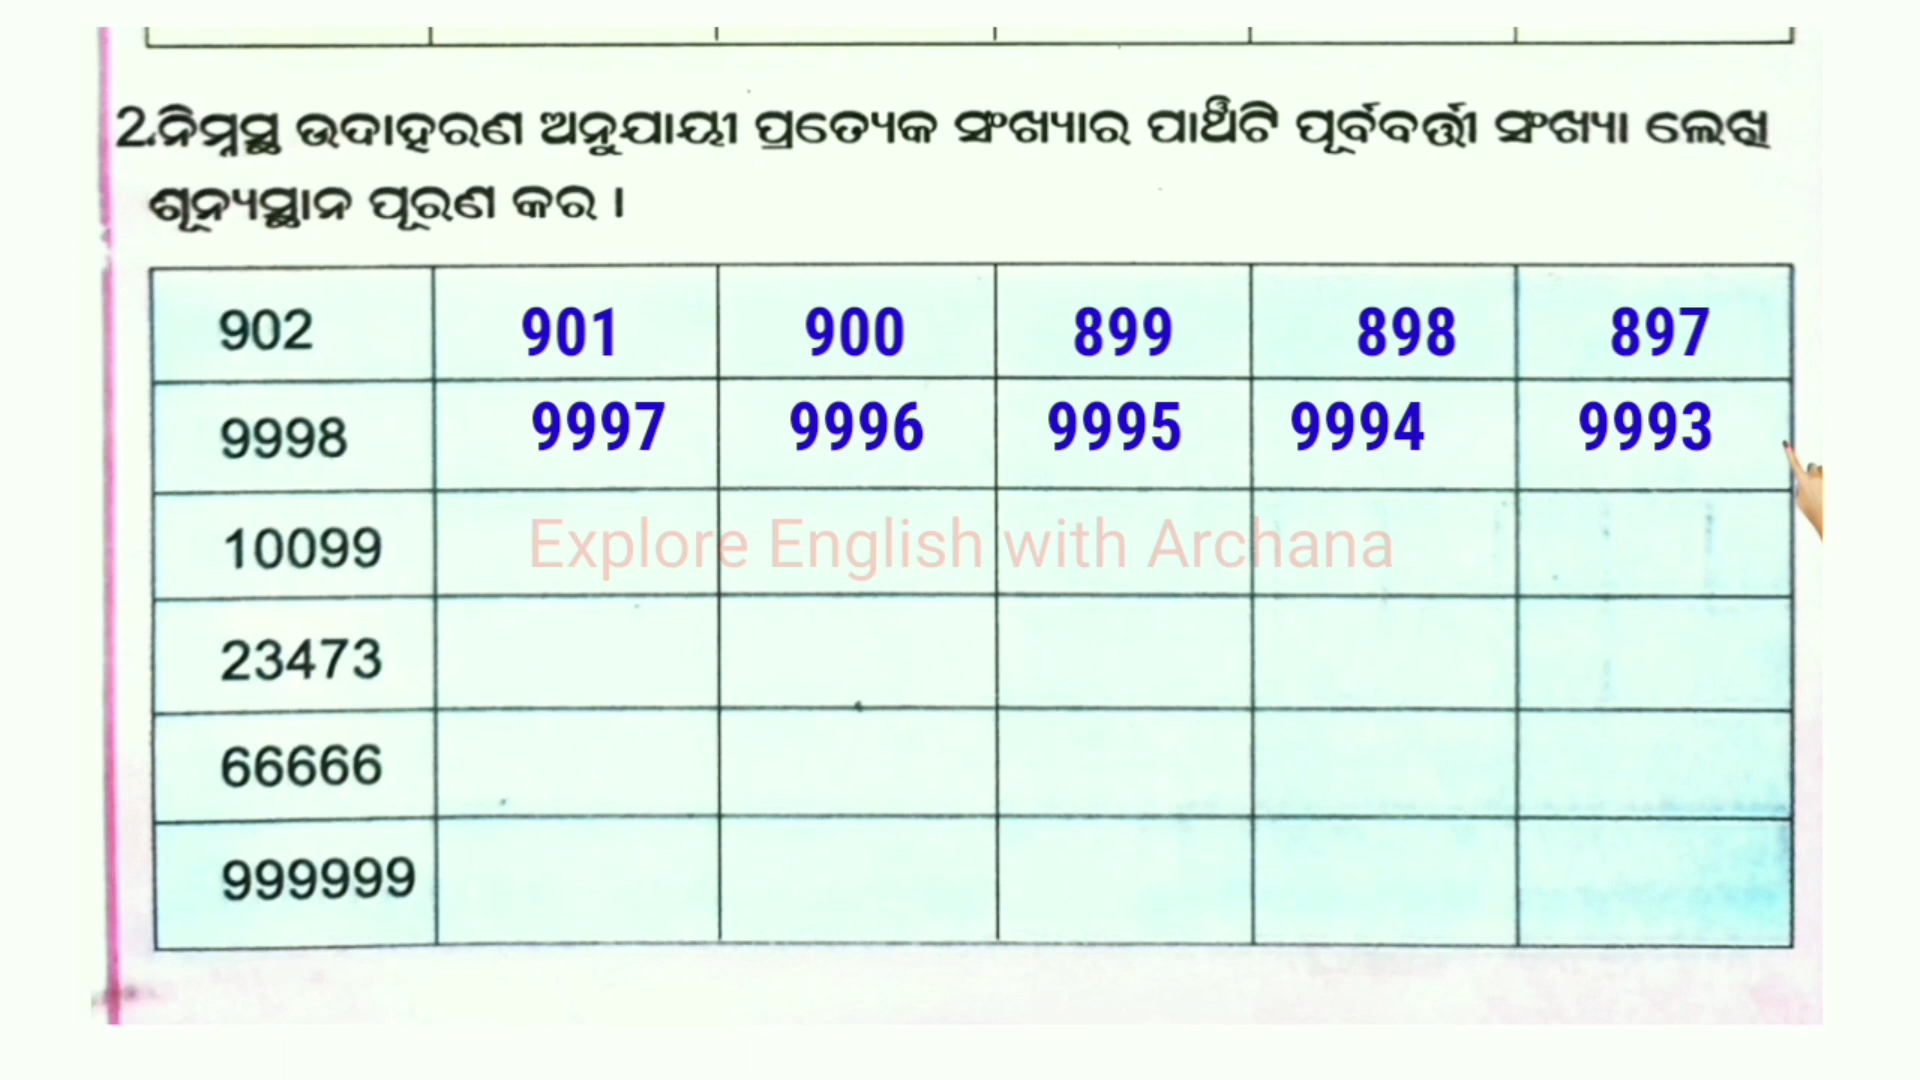 2.ନିମ୍ନସ୍ଥ ଉଦାହରଣ ଅନୁଯାୟୀ ପ୍ରତ୍ୟେକ ସଂଖ୍ୟାର ପାଞ୍ଚିଟି ପୂର୍ବବର୍ତ୍ତୀ ସଂଖ୍ୟା ଲେଖି
ଶୂନ୍ୟସ୍ଥାନ ପୂରଣ କର ।
902 901 900 899 898 897
9998 9997 9996 9995 9994 9993
10099
Explore English with Archana
23473
66666
999999